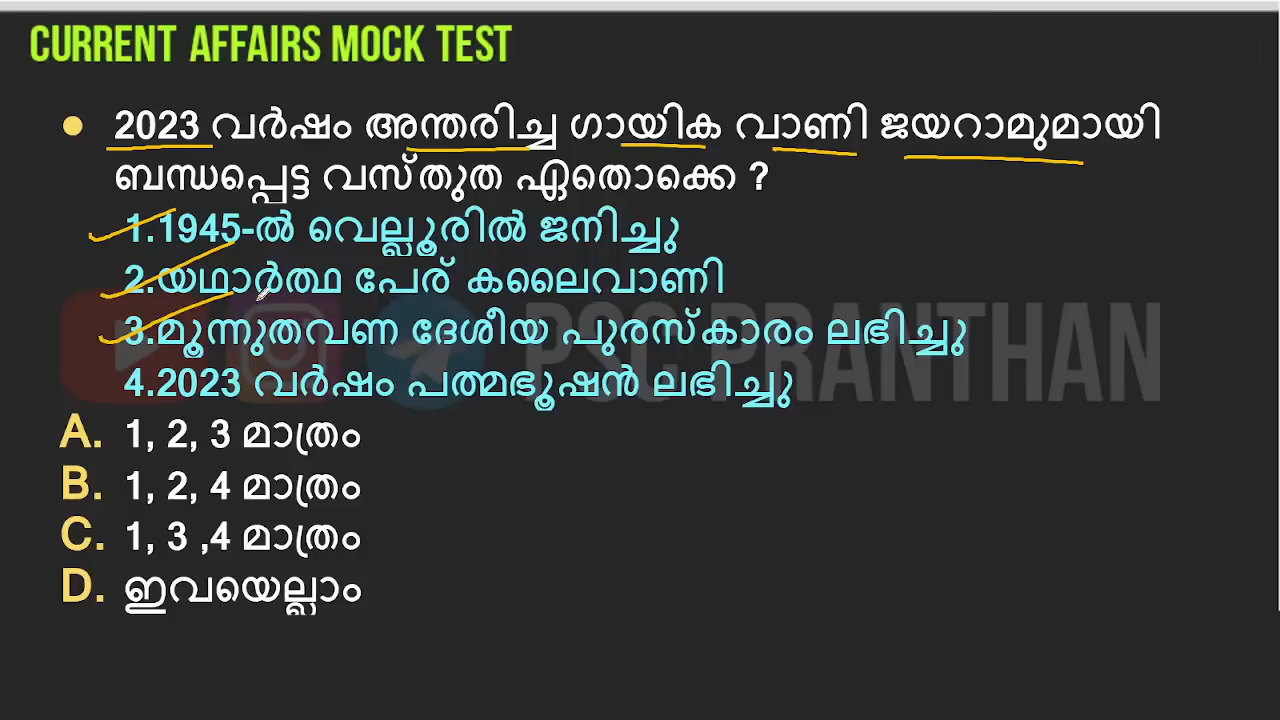 CURRENT AFFAIRS MOCK TEST
2023 വർഷം അന്തരിച്ച ഗായിക വാണി ജയറാമുമായി
ബന്ധപ്പെട്ട വസ്തുത ഏതൊക്കെ ?
1.1945-ൽ വെല്ലൂരിൽ ജനിച്ചു
2.യഥാർത്ഥ പേര് കലൈവാണി
3.മൂന്നുതവണ ദേശീയ പുരസ്കാരം ലഭിച്ചു
PSC PRANTHAN
4.2023 വർഷം പത്മഭൂഷൻ ലഭിച്ചു
A. 1, 2, 3 മാത്രം
B. 1, 2, 4 മാത്രം
C. 1, 3 ,4 മാത്രം
D. ഇവയെല്ലാം